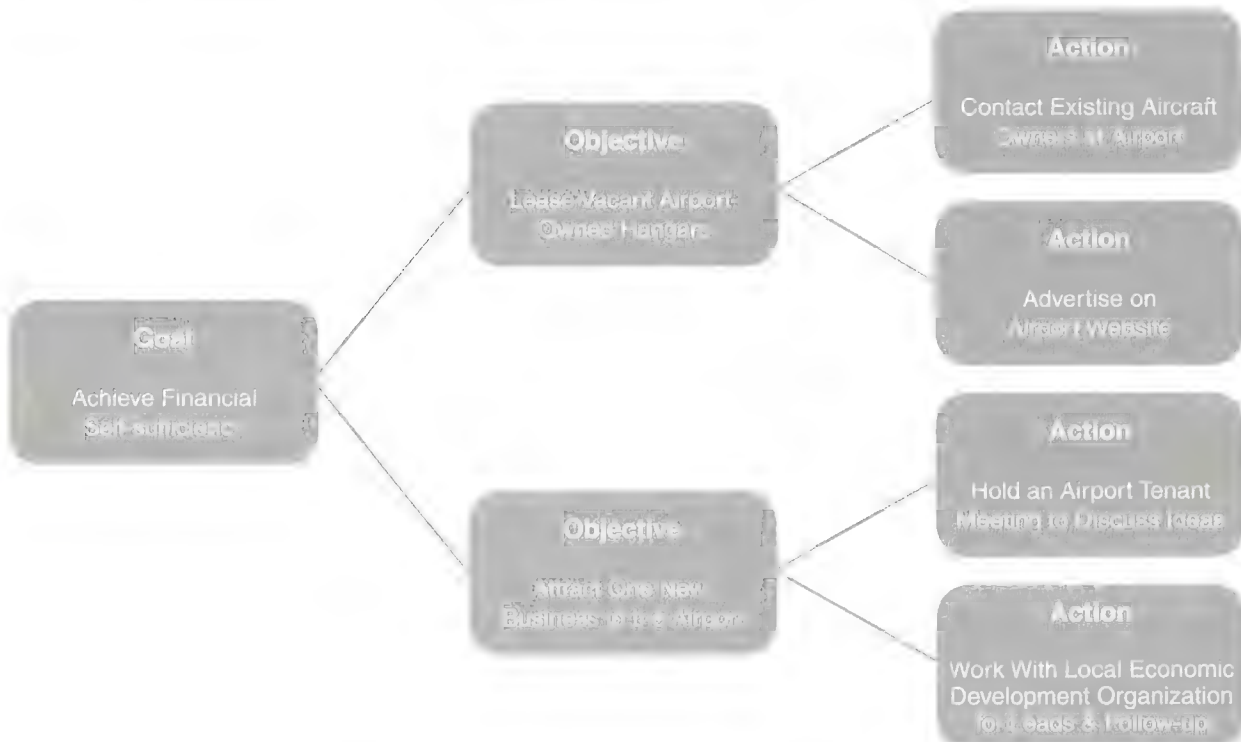 Goal
Achieve Financial
Self-sufficiency
Objective
Lease Vacant Airport-
Owned Hangars
Objective
Attract One New
Business to the Airport
Action
Contact Existing Aircraft
Owners at Airport
Action
Advertise on
Airport Website
Action
Hold an Airport Tenant
Meeting to Discuss Ideas
Action
Work With Local Economic
Development Organization
for Leads & Follow-up